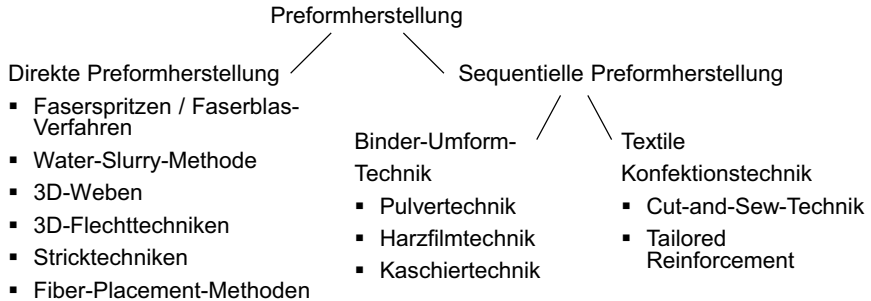 Preformherstellung
Direkte Preformherstellung
▪ Faserspritzen / Faserblas-
Verfahren
▪ Water-Slurry-Methode
▪ 3D-Weben
▪ 3D-Flechttechniken
▪ Stricktechniken
▪ Fiber-Placement-Methoden
Sequentielle Preformherstellung
Binder-Umform-
Technik
▪ Pulvertechnik
▪ Harzfilmtechnik
▪ Kaschiertechnik
Textile
Konfektionstechnik
▪ Cut-and-Sew-Technik
▪ Tailored
Reinforcement